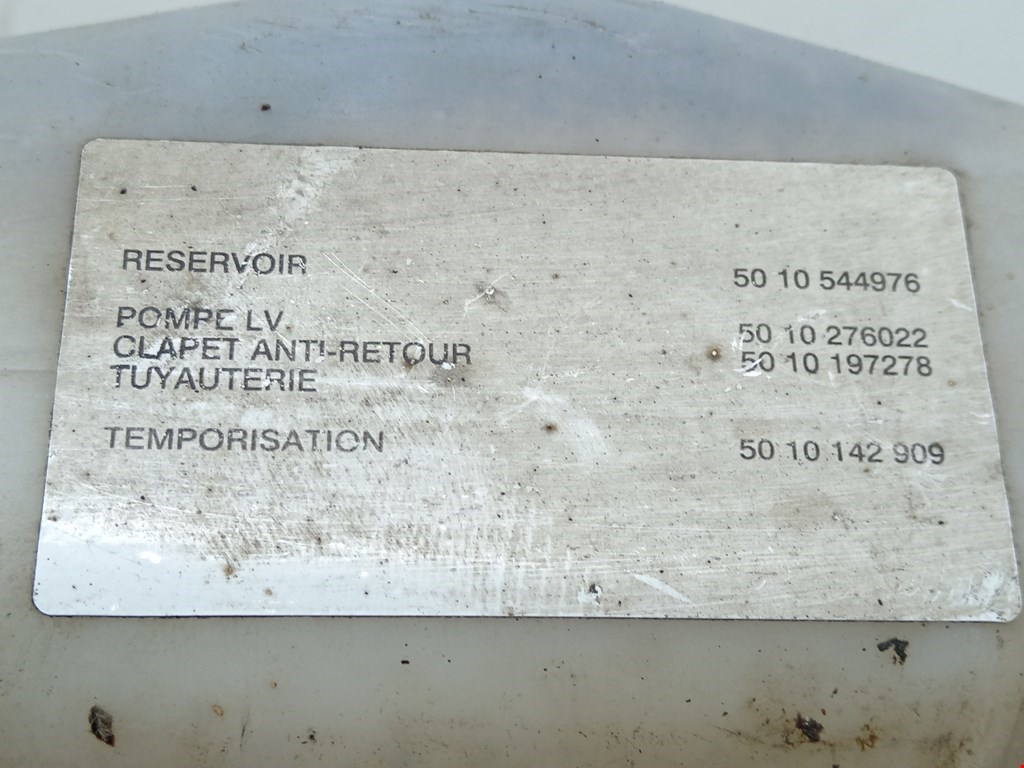 RESERVOIR 50 10 544976
POMPE LV. 50 10 276022
CLAPET ANTI-RETOUR 50 10 197278
TUYAUTERIE
TEMPORISATION 50 10 142 909